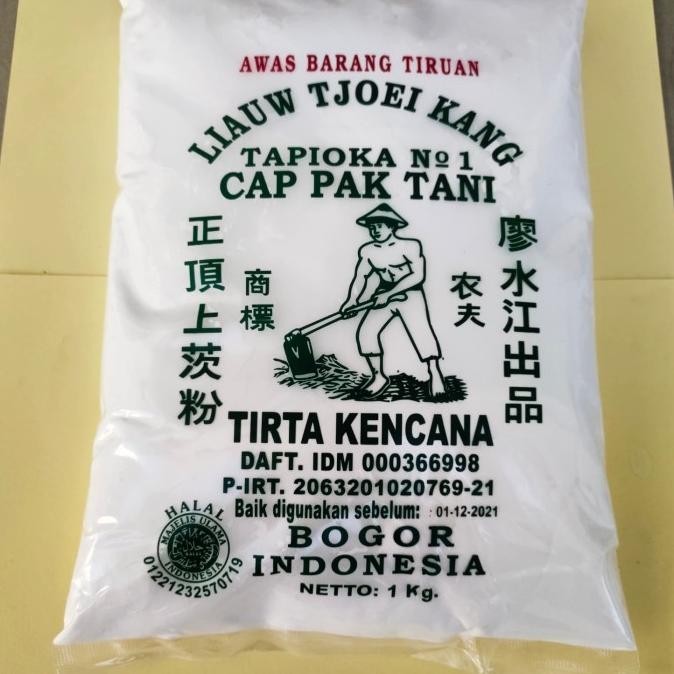 AWAS BARANG TIRUAN
LIAUW TJOEI KANG
TAPIOKA No 1
CAP PAK TANI
正頂上茨粉
商標
农夫
廖水江出品
TIRTA KENCANA
DAFT. IDM 000366998
P-IRT. 2063201020769-21
Baik digunakan sebelum: 01-12-2021
BOGOR
INDONESIA
NETTO: 1 Kg.
HALAL
MAJELIS ULAMA
INDONESIA
01221232570719